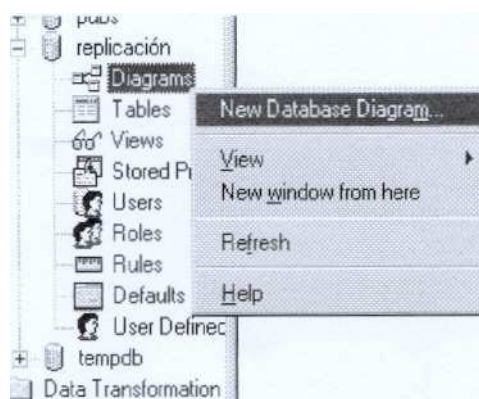 pubs
replicación
Diagrams
Tables
Views
Stored Pr
Users
Roles
Rules
Defaults
User Defined
tempdb
Data Transformation
New Database Diagram...
View
New window from here
Refresh
Help